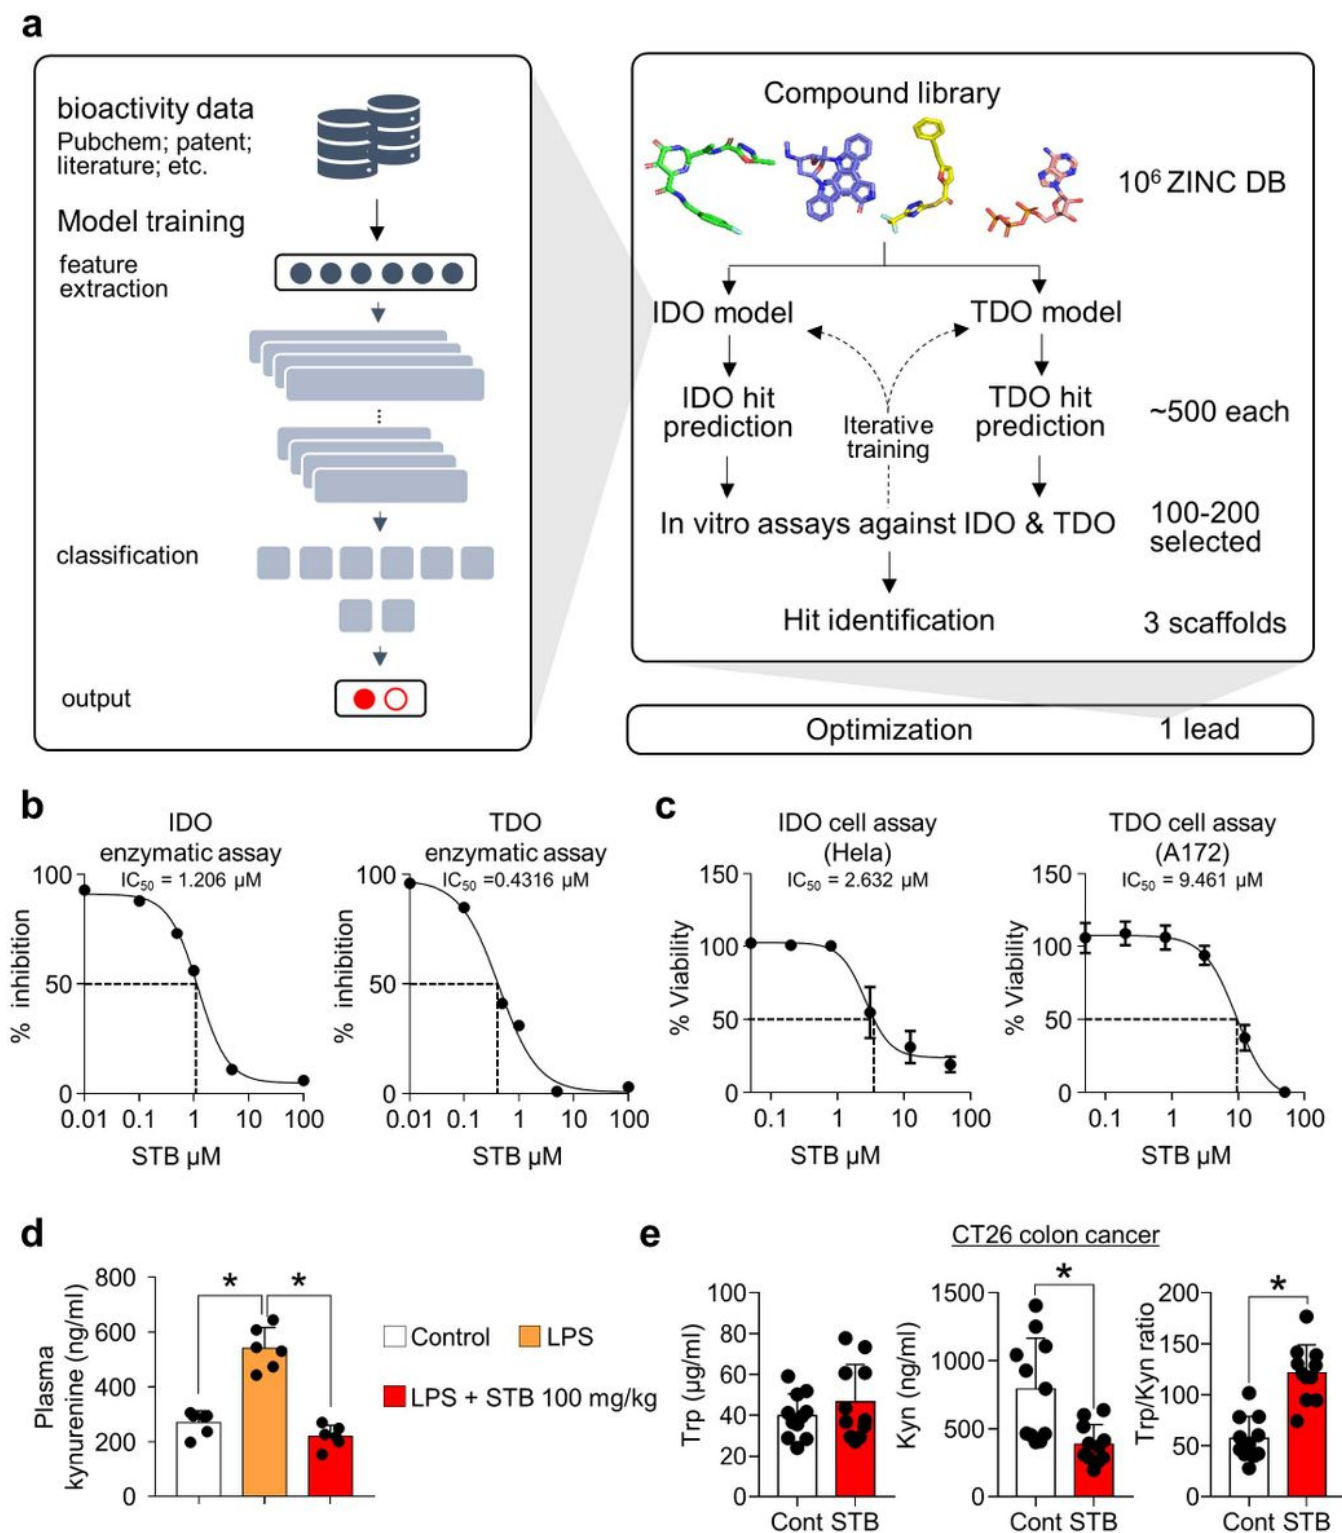 a
bioactivity data
Pubchem; patent;
literature; etc.
Model training
feature
extraction
classification
output
Compound library
10⁶ ZINC DB
IDO model
TDO model
IDO hit
prediction
Iterative
training
TDO hit
prediction
~500 each
In vitro assays against IDO & TDO
100-200
selected
Hit identification
3 scaffolds
Optimization
1 lead
b
IDO
enzymatic assay
IC₅₀ = 1.206 µM
% inhibition
100
50
0
0.01 0.1 1 10 100
STB µM
TDO
enzymatic assay
IC₅₀ =0.4316 µM
% inhibition
100
50
0
0.01 0.1 1 10 100
STB µM
c
IDO cell assay
(Hela)
IC₅₀ = 2.632 µM
% Viability
150
100
50
0
0.1 1 10 100
STB µM
TDO cell assay
(A172)
IC₅₀ = 9.461 µM
% Viability
150
100
50
0
0.1 1 10 100
STB µM
d
Plasma
kynurenine (ng/ml)
800
600
400
200
0
* *
Control
LPS
LPS + STB 100 mg/kg
e
CT26 colon cancer
Trp (µg/ml)
100
80
60
40
20
0
Cont STB
Kyn (ng/ml)
1500
1000
500
0
*
Cont STB
Trp/Kyn ratio
200
150
100
50
0
*
Cont STB